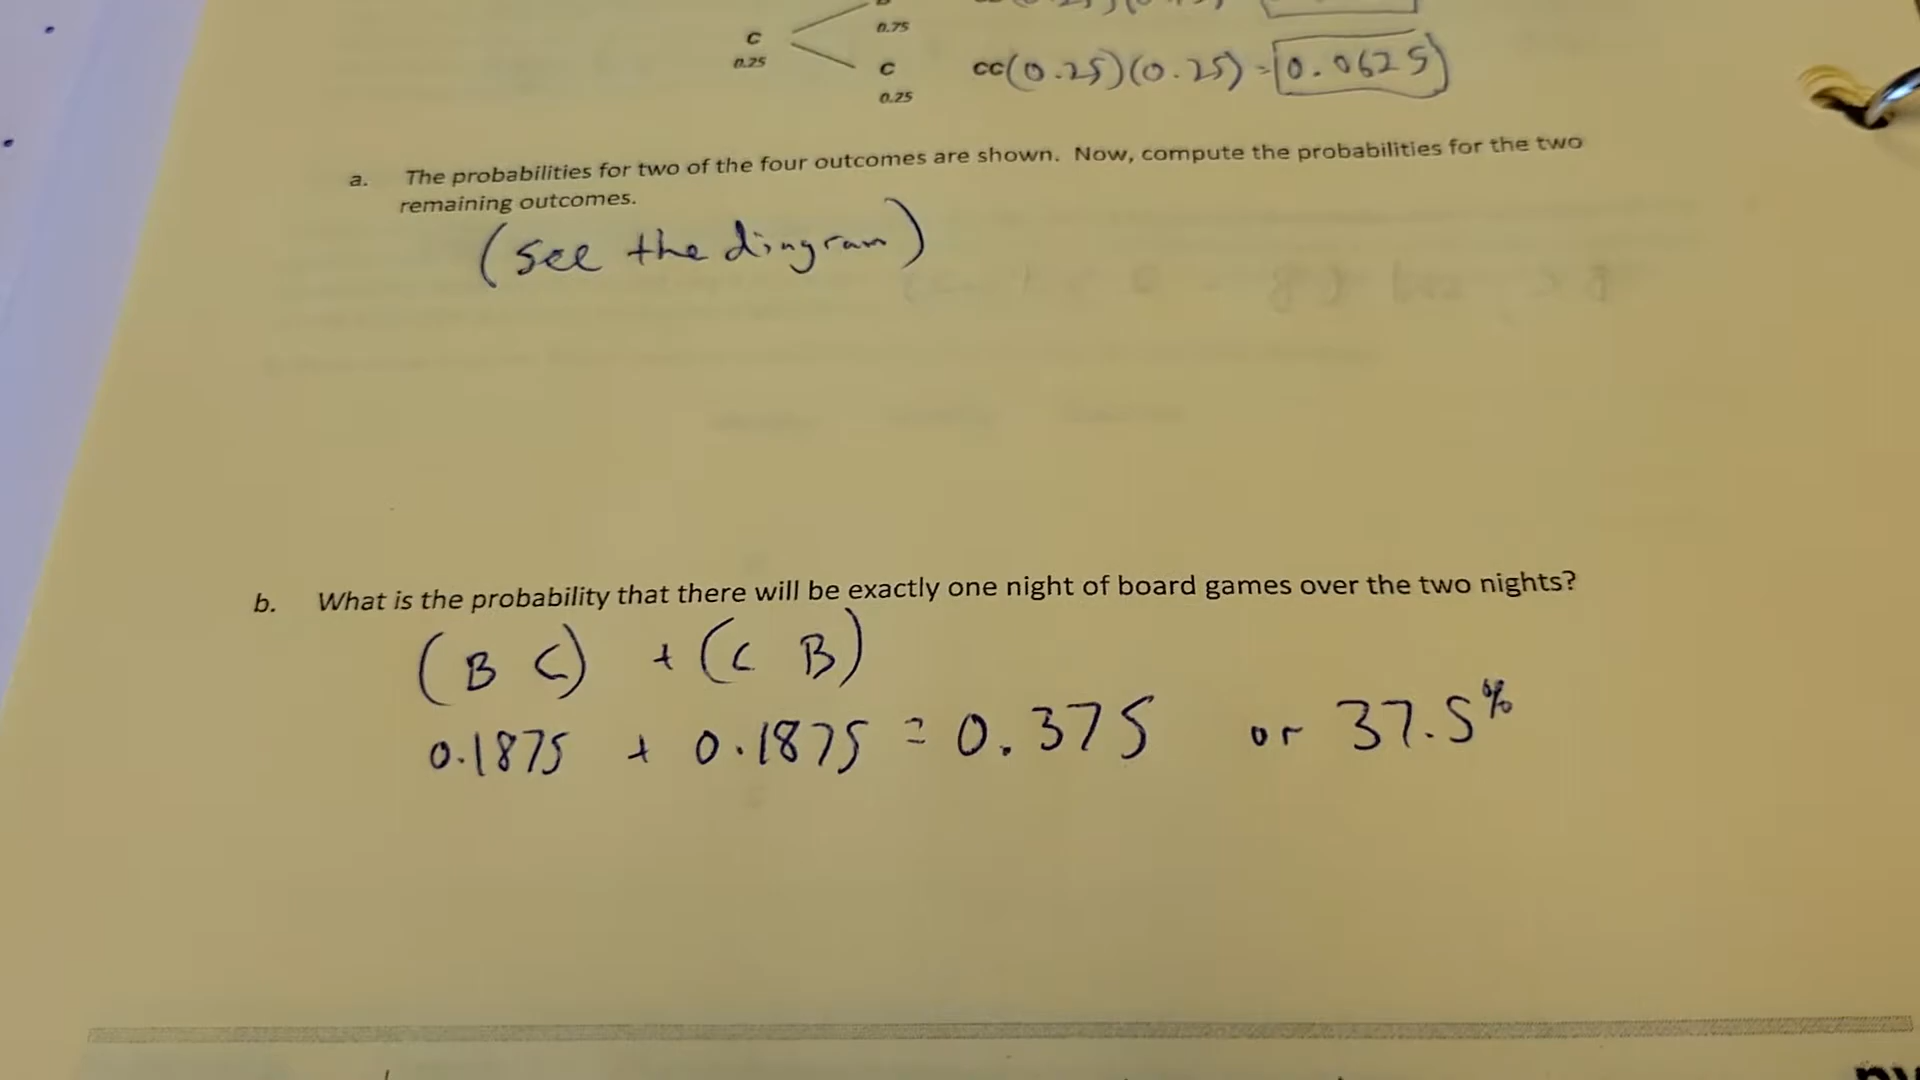 0.75
C
0.25
C
0.25
CC(0.25)(0.25) = 0.0625
a. The probabilities for two of the four outcomes are shown. Now, compute the probabilities for the two
remaining outcomes.
(see the diagram)
b. What is the probability that there will be exactly one night of board games over the two nights?
(B C) + (C B)
0.1875 + 0.1875 = 0.375 or 37.5%